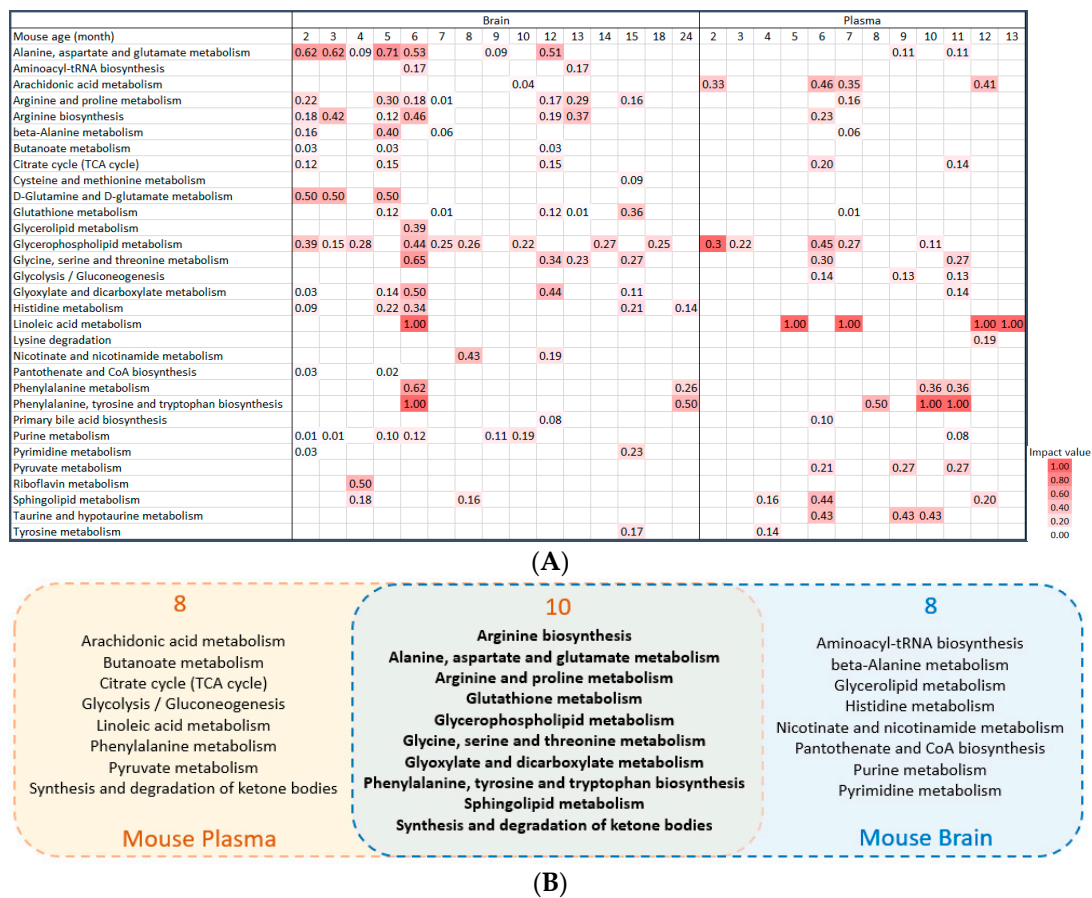 Brain Plasma
Mouse age (month) 2 3 4 5 6 7 8 9 10 12 13 14 15 18 24 2 3 4 5 6 7 8 9 10 11 12 13
Alanine, aspartate and glutamate metabolism 0.62 0.62 0.09 0.71 0.53 0.09 0.51 0.11 0.11
Aminoacyl-tRNA biosynthesis 0.17 0.17
Arachidonic acid metabolism 0.04 0.33 0.46 0.35 0.41
Arginine and proline metabolism 0.22 0.30 0.18 0.01 0.17 0.29 0.16 0.16
Arginine biosynthesis 0.18 0.42 0.12 0.46 0.19 0.37 0.23
beta-Alanine metabolism 0.16 0.40 0.06 0.06
Butanoate metabolism 0.03 0.03 0.03
Citrate cycle (TCA cycle) 0.12 0.15 0.15 0.20 0.14
Cysteine and methionine metabolism 0.09
D-Glutamine and D-glutamate metabolism 0.50 0.50 0.50
Glutathione metabolism 0.12 0.01 0.12 0.01 0.36 0.01
Glycerolipid metabolism 0.39
Glycerophospholipid metabolism 0.39 0.15 0.28 0.44 0.25 0.26 0.22 0.27 0.25 0.3 0.22 0.45 0.27 0.11
Glycine, serine and threonine metabolism 0.65 0.34 0.23 0.27 0.30 0.27
Glycolysis / Gluconeogenesis 0.14 0.13 0.13
Glyoxylate and dicarboxylate metabolism 0.03 0.14 0.50 0.44 0.11 0.14
Histidine metabolism 0.09 0.22 0.34 0.21 0.14
Linoleic acid metabolism 1.00 1.00 1.00 1.00 1.00
Lysine degradation 0.19
Nicotinate and nicotinamide metabolism 0.43 0.19
Pantothenate and CoA biosynthesis 0.03 0.02
Phenylalanine metabolism 0.62 0.26 0.36 0.36
Phenylalanine, tyrosine and tryptophan biosynthesis 1.00 0.50 0.50 1.00 1.00
Primary bile acid biosynthesis 0.08 0.10
Purine metabolism 0.01 0.01 0.10 0.12 0.11 0.19 0.08
Pyrimidine metabolism 0.03 0.23
Pyruvate metabolism 0.21 0.27 0.27
Riboflavin metabolism 0.50
Sphingolipid metabolism 0.18 0.16 0.16 0.44 0.20
Taurine and hypotaurine metabolism 0.43 0.43 0.43
Tyrosine metabolism 0.17 0.14
Impact value
1.00
0.80
0.60
0.40
0.20
0.00
(A)
8
Arachidonic acid metabolism
Butanoate metabolism
Citrate cycle (TCA cycle)
Glycolysis / Gluconeogenesis
Linoleic acid metabolism
Phenylalanine metabolism
Pyruvate metabolism
Synthesis and degradation of ketone bodies
Mouse Plasma
10
Arginine biosynthesis
Alanine, aspartate and glutamate metabolism
Arginine and proline metabolism
Glutathione metabolism
Glycerophospholipid metabolism
Glycine, serine and threonine metabolism
Glyoxylate and dicarboxylate metabolism
Phenylalanine, tyrosine and tryptophan biosynthesis
Sphingolipid metabolism
Synthesis and degradation of ketone bodies
8
Aminoacyl-tRNA biosynthesis
beta-Alanine metabolism
Glycerolipid metabolism
Histidine metabolism
Nicotinate and nicotinamide metabolism
Pantothenate and CoA biosynthesis
Purine metabolism
Pyrimidine metabolism
Mouse Brain
(B)